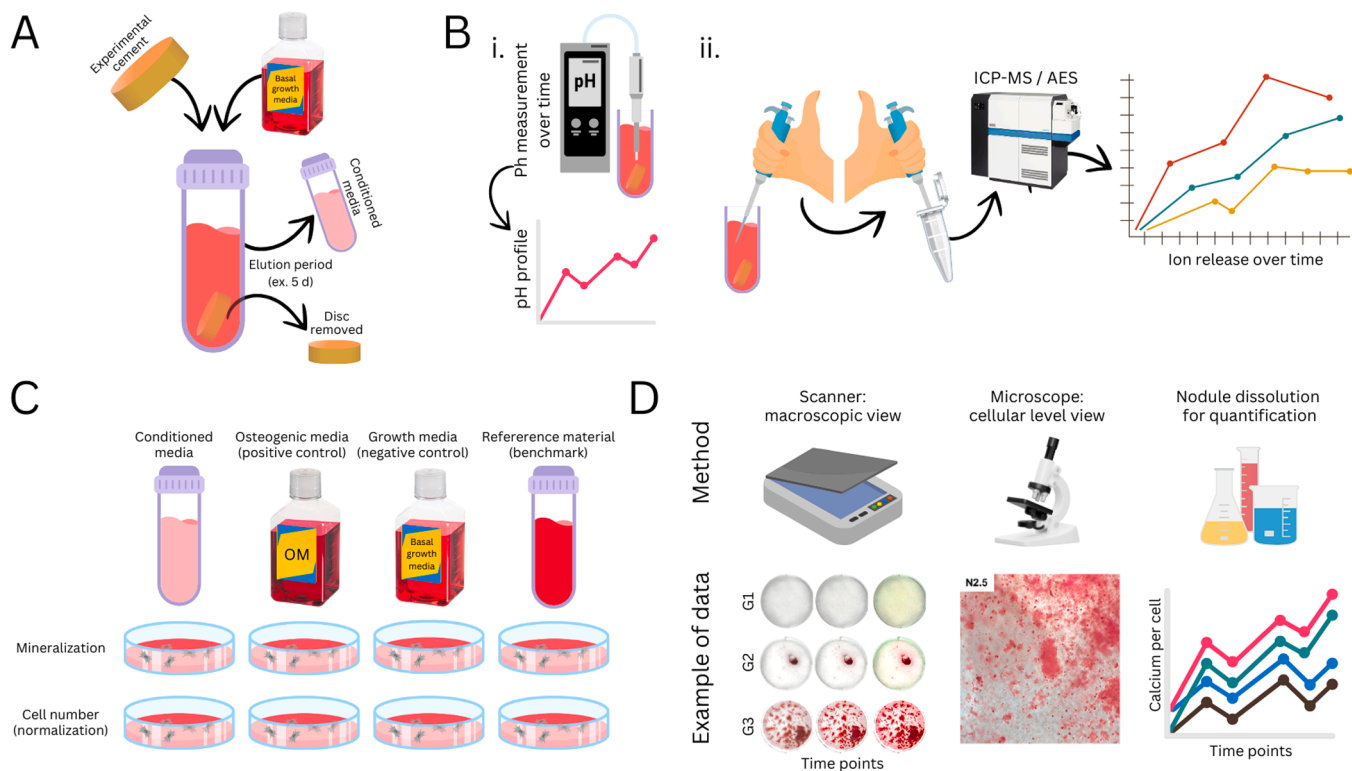 A
Experimental
cement
Basal
growth
media
Conditioned
media
Elution period
(ex. 5 d)
Disc
removed
B
i.
Ph measurement
over time
pH
pH profile
ii.
ICP-MS / AES
Ion release over time
C
Conditioned
media
Osteogenic media
(positive control)
Growth media
(negative control)
Refererence material
(benchmark)
OM
Basal
growth
media
Mineralization
Cell number
(normalization)
D
Method
Scanner:
macroscopic view
Microscope:
cellular level view
Nodule dissolution
for quantification
Example of data
G1
G2
G3
Time points
N2.5
Calcium per cell
Time points